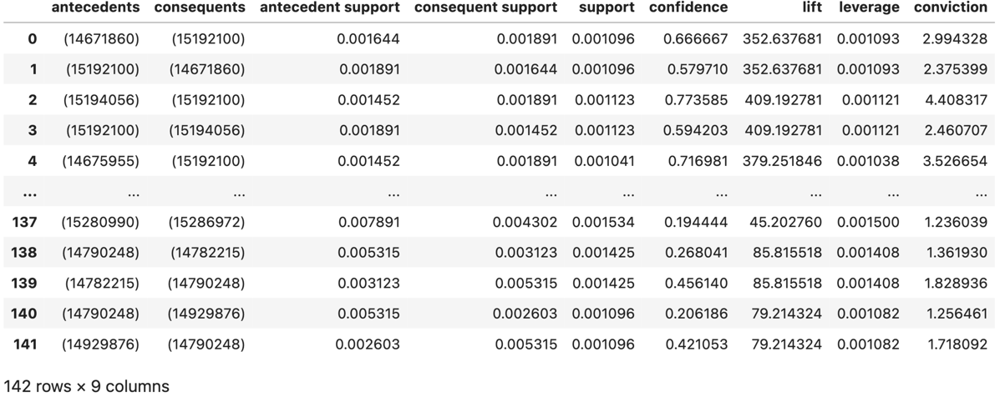 antecedents consequents antecedent support consequent support support confidence lift leverage conviction
0 (14671860) (15192100) 0.001644 0.001891 0.001096 0.666667 352.637681 0.001093 2.994328
1 (15192100) (14671860) 0.001891 0.001644 0.001096 0.579710 352.637681 0.001093 2.375399
2 (15194056) (15192100) 0.001452 0.001891 0.001123 0.773585 409.192781 0.001121 4.408317
3 (15192100) (15194056) 0.001891 0.001452 0.001123 0.594203 409.192781 0.001121 2.460707
4 (14675955) (15192100) 0.001452 0.001891 0.001041 0.716981 379.251846 0.001038 3.526654
... ... ... ... ... ... ... ... ... ...
137 (15280990) (15286972) 0.007891 0.004302 0.001534 0.194444 45.202760 0.001500 1.236039
138 (14790248) (14782215) 0.005315 0.003123 0.001425 0.268041 85.815518 0.001408 1.361930
139 (14782215) (14790248) 0.003123 0.005315 0.001425 0.456140 85.815518 0.001408 1.828936
140 (14790248) (14929876) 0.005315 0.002603 0.001096 0.206186 79.214324 0.001082 1.256461
141 (14929876) (14790248) 0.002603 0.005315 0.001096 0.421053 79.214324 0.001082 1.718092
142 rows × 9 columns